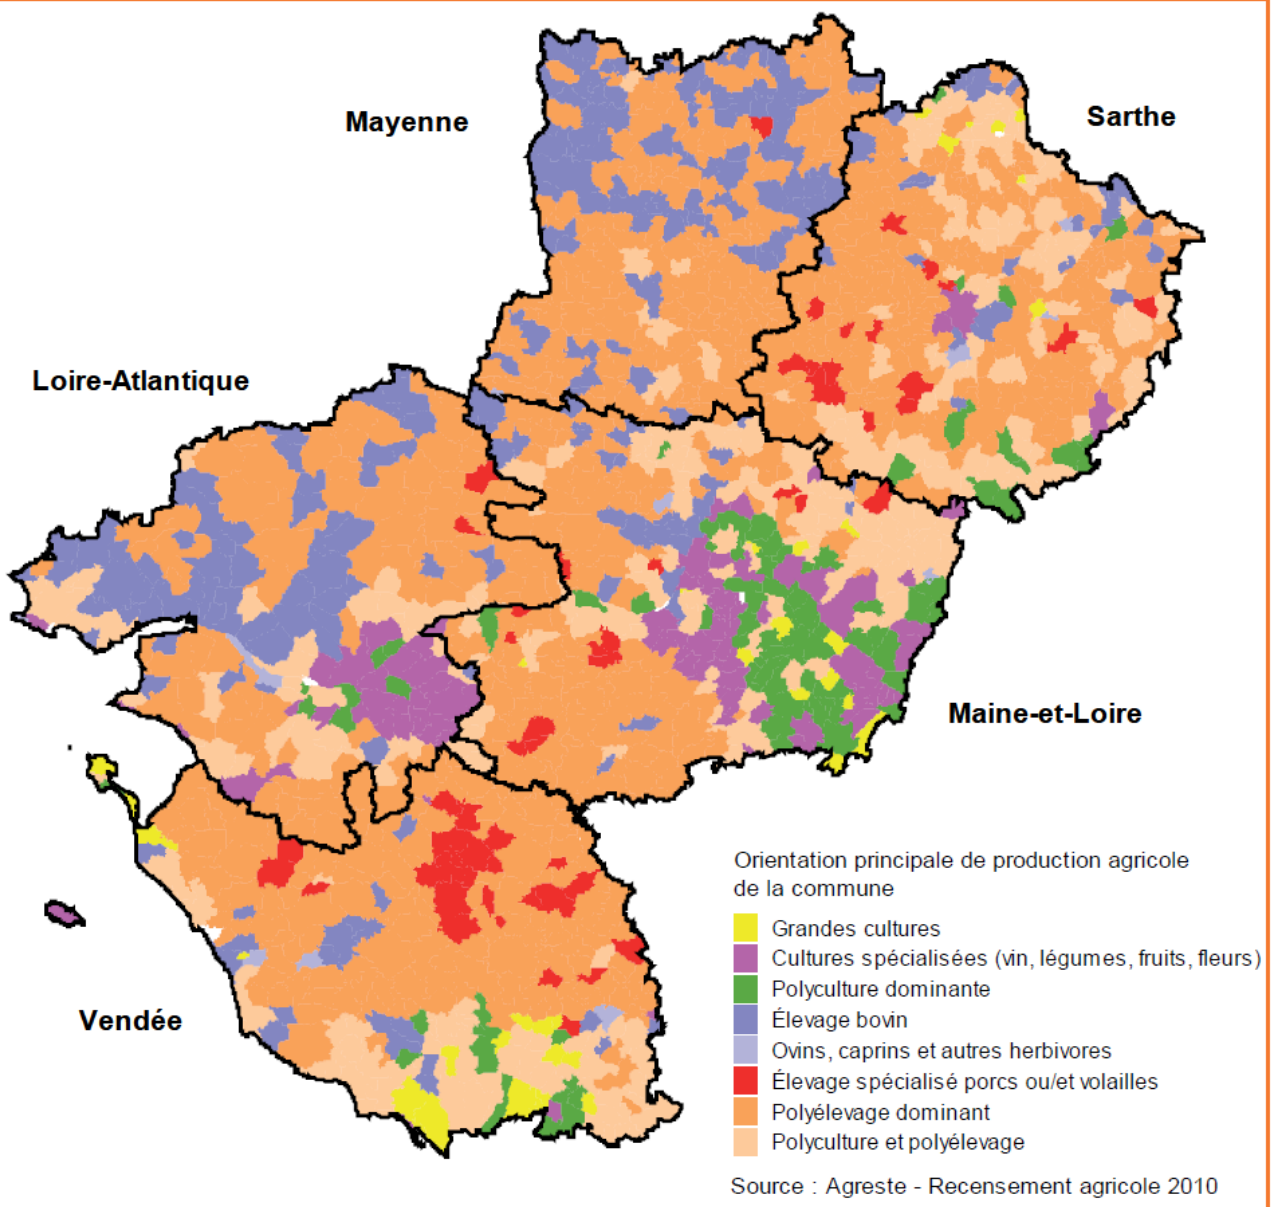 Mayenne
Sarthe
Loire-Atlantique
Maine-et-Loire
Vendée
Orientation principale de production agricole
de la commune
Grandes cultures
Cultures spécialisées (vin, légumes, fruits, fleurs)
Polyculture dominante
Élevage bovin
Ovins, caprins et autres herbivores
Élevage spécialisé porcs ou/et volailles
Polyélevage dominant
Polyculture et polyélevage
Source : Agreste - Recensement agricole 2010